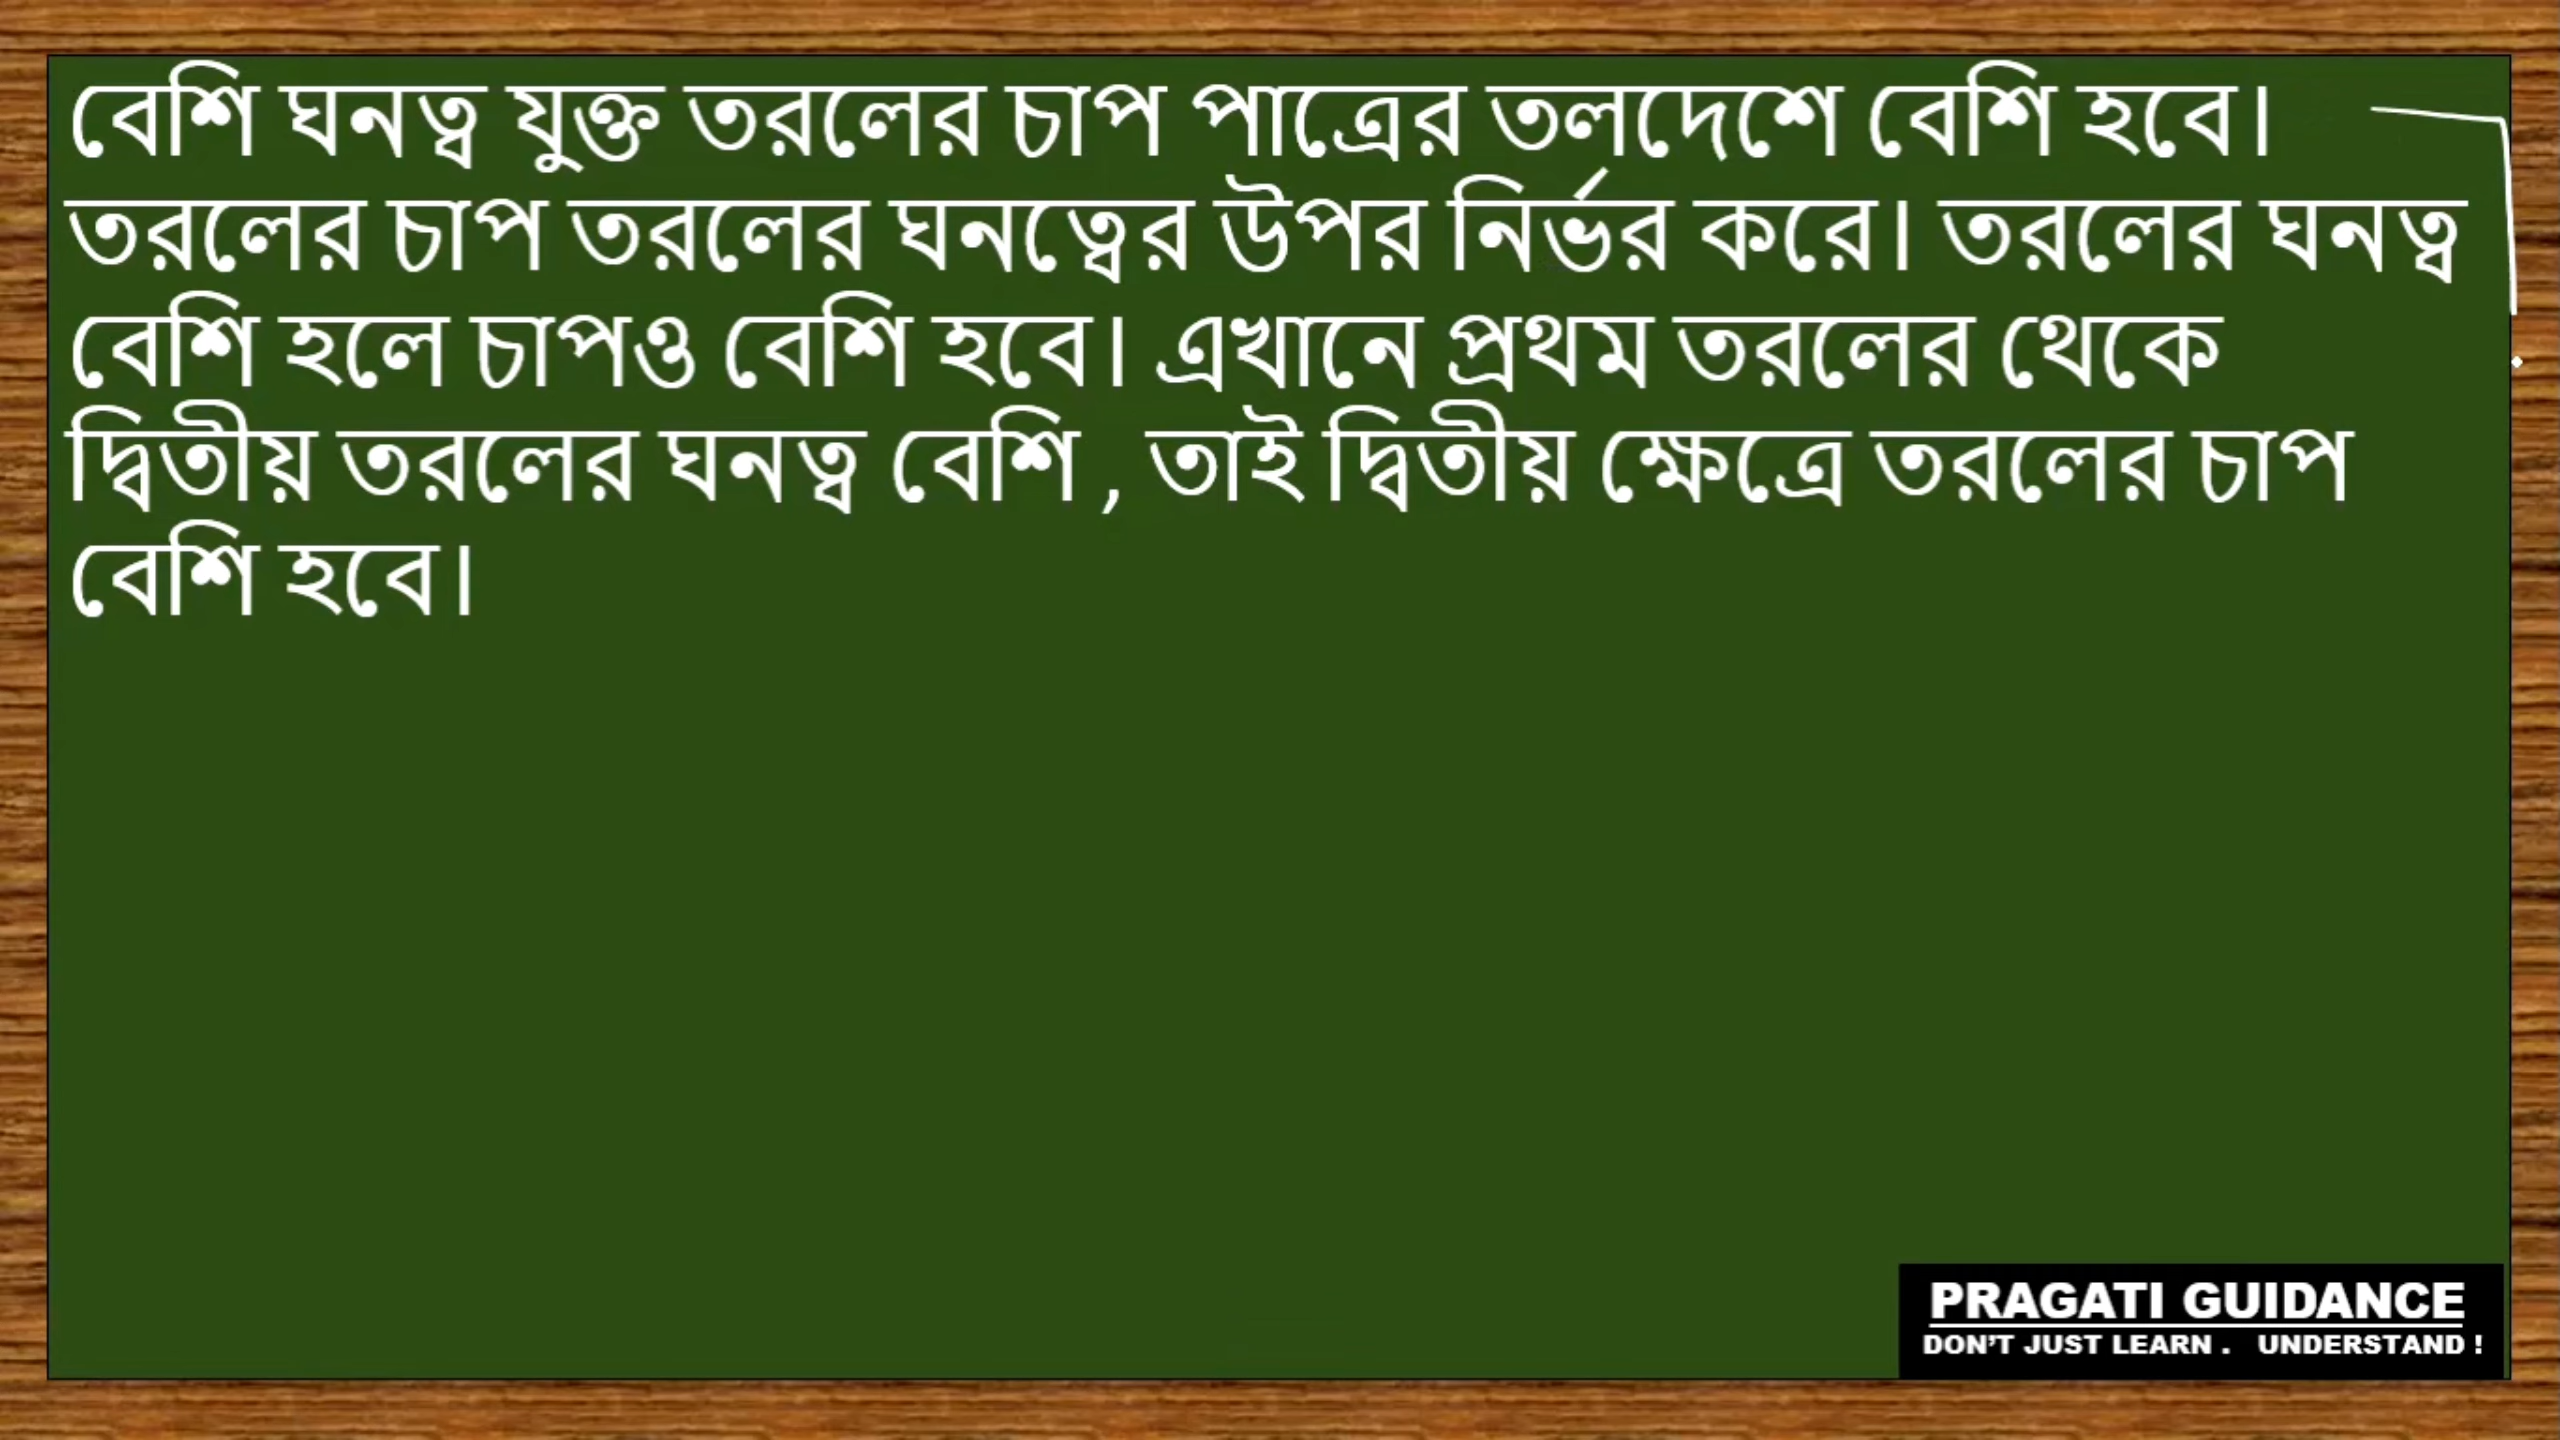 বেশি ঘনত্ব যুক্ত তরলের চাপ পাত্রের তলদেশে বেশি হবে।
তরলের চাপ তরলের ঘনত্বের উপর নির্ভর করে। তরলের ঘনত্ব
বেশি হলে চাপও বেশি হবে। এখানে প্রথম তরলের থেকে
দ্বিতীয় তরলের ঘনত্ব বেশি , তাই দ্বিতীয় ক্ষেত্রে তরলের চাপ
বেশি হবে।
PRAGATI GUIDANCE
DON'T JUST LEARN . UNDERSTAND !